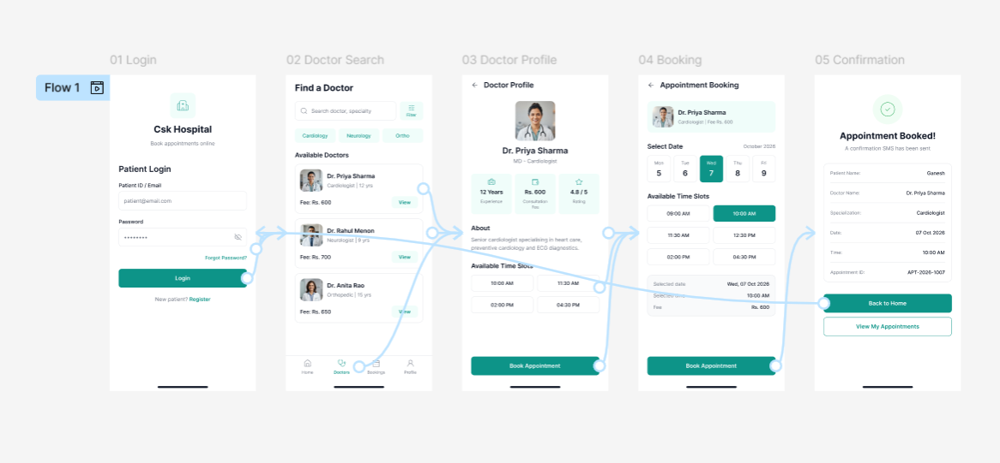 01 Login
02 Doctor Search
03 Doctor Profile
04 Booking
05 Confirmation
Flow 1
Csk Hospital
Book appointments online
Patient Login
Patient ID / Email
patient@email.com
Password
••••••••
Forgot Password?
Login
New patient? Register
Find a Doctor
Search doctor, specialty
Filter
Cardiology
Neurology
Ortho
Available Doctors
Dr. Priya Sharma
Cardiologist | 12 yrs
Fee: Rs. 600
View
Dr. Rahul Menon
Neurologist | 9 yrs
Fee: Rs. 700
View
Dr. Anita Rao
Orthopedic | 15 yrs
Fee: Rs. 650
View
Home
Doctors
Bookings
Profile
Doctor Profile
Dr. Priya Sharma
MD - Cardiologist
12 Years
Experience
Rs. 600
Consultation
Fee
4.8 / 5
Rating
About
Senior cardiologist specialising in heart care,
preventive cardiology and ECG diagnostics.
Available Time Slots
10:00 AM
11:30 AM
02:00 PM
04:30 PM
Book Appointment
Appointment Booking
Dr. Priya Sharma
Cardiologist | Fee Rs. 600
Select Date
October 2026
Mon
5
Tue
6
Wed
7
Thu
8
Fri
9
Available Time Slots
09:00 AM
10:00 AM
11:30 AM
12:30 PM
02:00 PM
04:30 PM
Selected date
Wed, 07 Oct 2026
Selected
10:00 AM
Fee
Rs. 600
Book Appointment
Appointment Booked!
A confirmation SMS has been sent
Patient Name:
Ganesh
Doctor Name:
Dr. Priya Sharma
Specialization:
Cardiologist
Date:
07 Oct 2026
Time:
10:00 AM
Appointment ID:
APT-2026-1007
Back to Home
View My Appointments